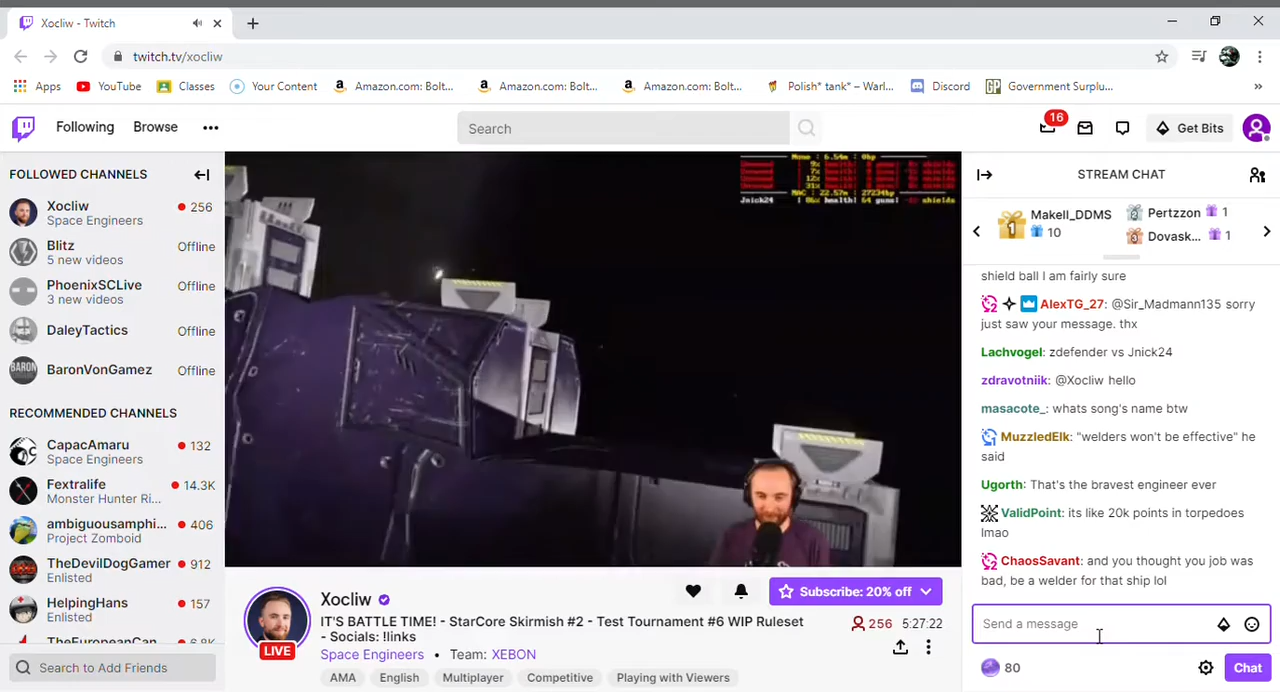 Xocliw - Twitch
twitch.tv/xocliw
Apps YouTube Classes Your Content Amazon.com: Bolt... Amazon.com: Bolt... Amazon.com: Bolt... Polish* tank* – Warl... Discord Government Surplu... »
Following Browse Search 16 Get Bits
FOLLOWED CHANNELS
Xocliw 256
Space Engineers
Blitz Offline
5 new videos
PhoenixSCLive Offline
3 new videos
DaleyTactics Offline
BARON BaronVonGamez Offline
RECOMMENDED CHANNELS
CapacAmaru 132
Space Engineers
Fextralife 14.3K
Monster Hunter Ri...
ambiguousamphi... 406
Project Zomboid
TheDevilDogGamer 912
Enlisted
HelpingHans 157
Enlisted
TheEuropeanCan 6.8K
Search to Add Friends
Jnick24
Xocliw
Subscribe: 20% off
IT'S BATTLE TIME! - StarCore Skirmish #2 - Test Tournament #6 WIP Ruleset
- Socials: !links
256 5:27:22
LIVE
Space Engineers • Team: XEBON
AMA English Multiplayer Competitive Playing with Viewers
STREAM CHAT
1 Makell_DDMS
10
2 Pertzzon 1
3 Dovask... 1
shield ball I am fairly sure
AlexTG_27: @Sir_Madmann135 sorry
just saw your message. thx
Lachvogel: zdefender vs Jnick24
zdravotniik: @Xocliw hello
masacote_: whats song's name btw
MuzzledElk: "welders won't be effective" he
said
Ugorth: That's the bravest engineer ever
ValidPoint: its like 20k points in torpedoes
lmao
ChaosSavant: and you thought you job was
bad, be a welder for that ship lol
Send a message
80
Chat